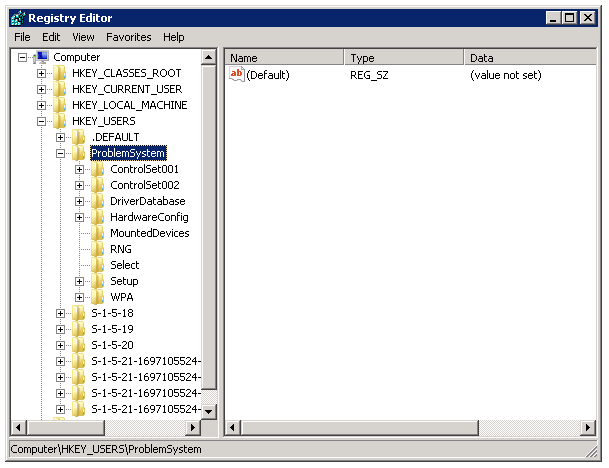 Registry Editor
File Edit View Favorites Help
Computer
HKEY_CLASSES_ROOT
HKEY_CURRENT_USER
HKEY_LOCAL_MACHINE
HKEY_USERS
.DEFAULT
ProblemSystem
ControlSet001
ControlSet002
DriverDatabase
HardwareConfig
MountedDevices
RNG
Select
Setup
WPA
S-1-5-18
S-1-5-19
S-1-5-20
S-1-5-21-1697105524-
S-1-5-21-1697105524-
S-1-5-21-1697105524-
S-1-5-21-1697105524-
Name Type Data
ab (Default) REG_SZ (value not set)
Computer\HKEY_USERS\ProblemSystem